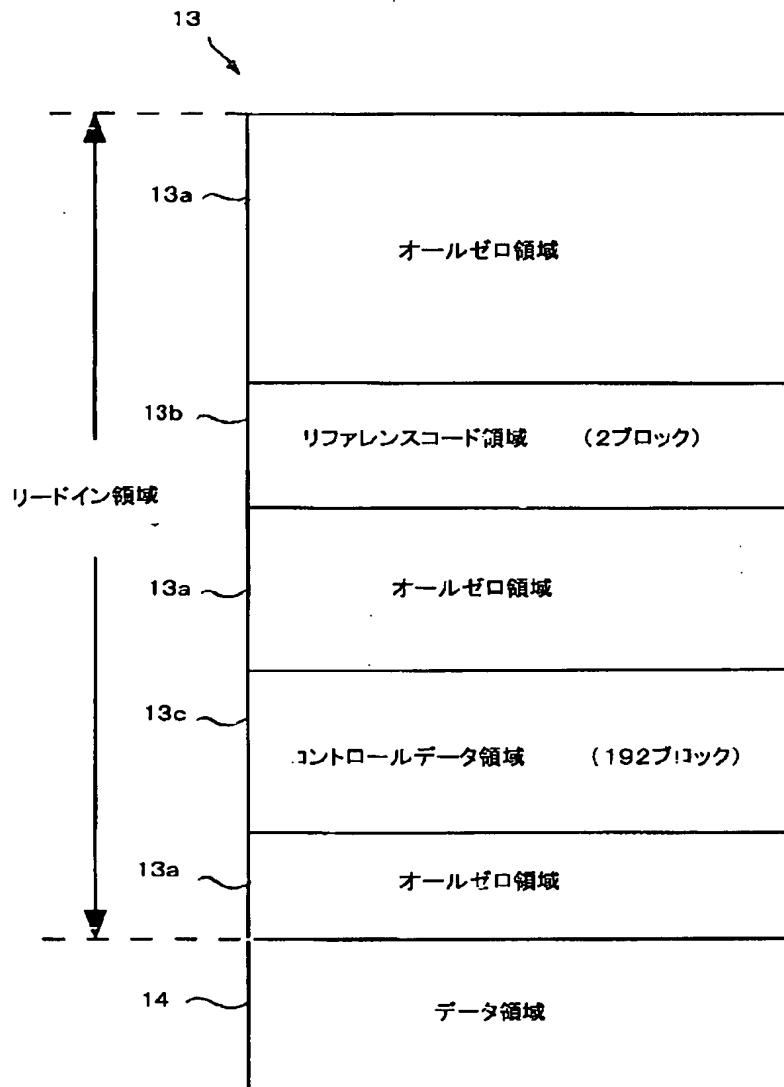 13
13a
オールゼロ領域
13b
リファレンスコード領域 (2ブロック)
リードイン領域
13a
オールゼロ領域
13c
コントロールデータ領域 (192ブロック)
13a
オールゼロ領域
14
データ領域